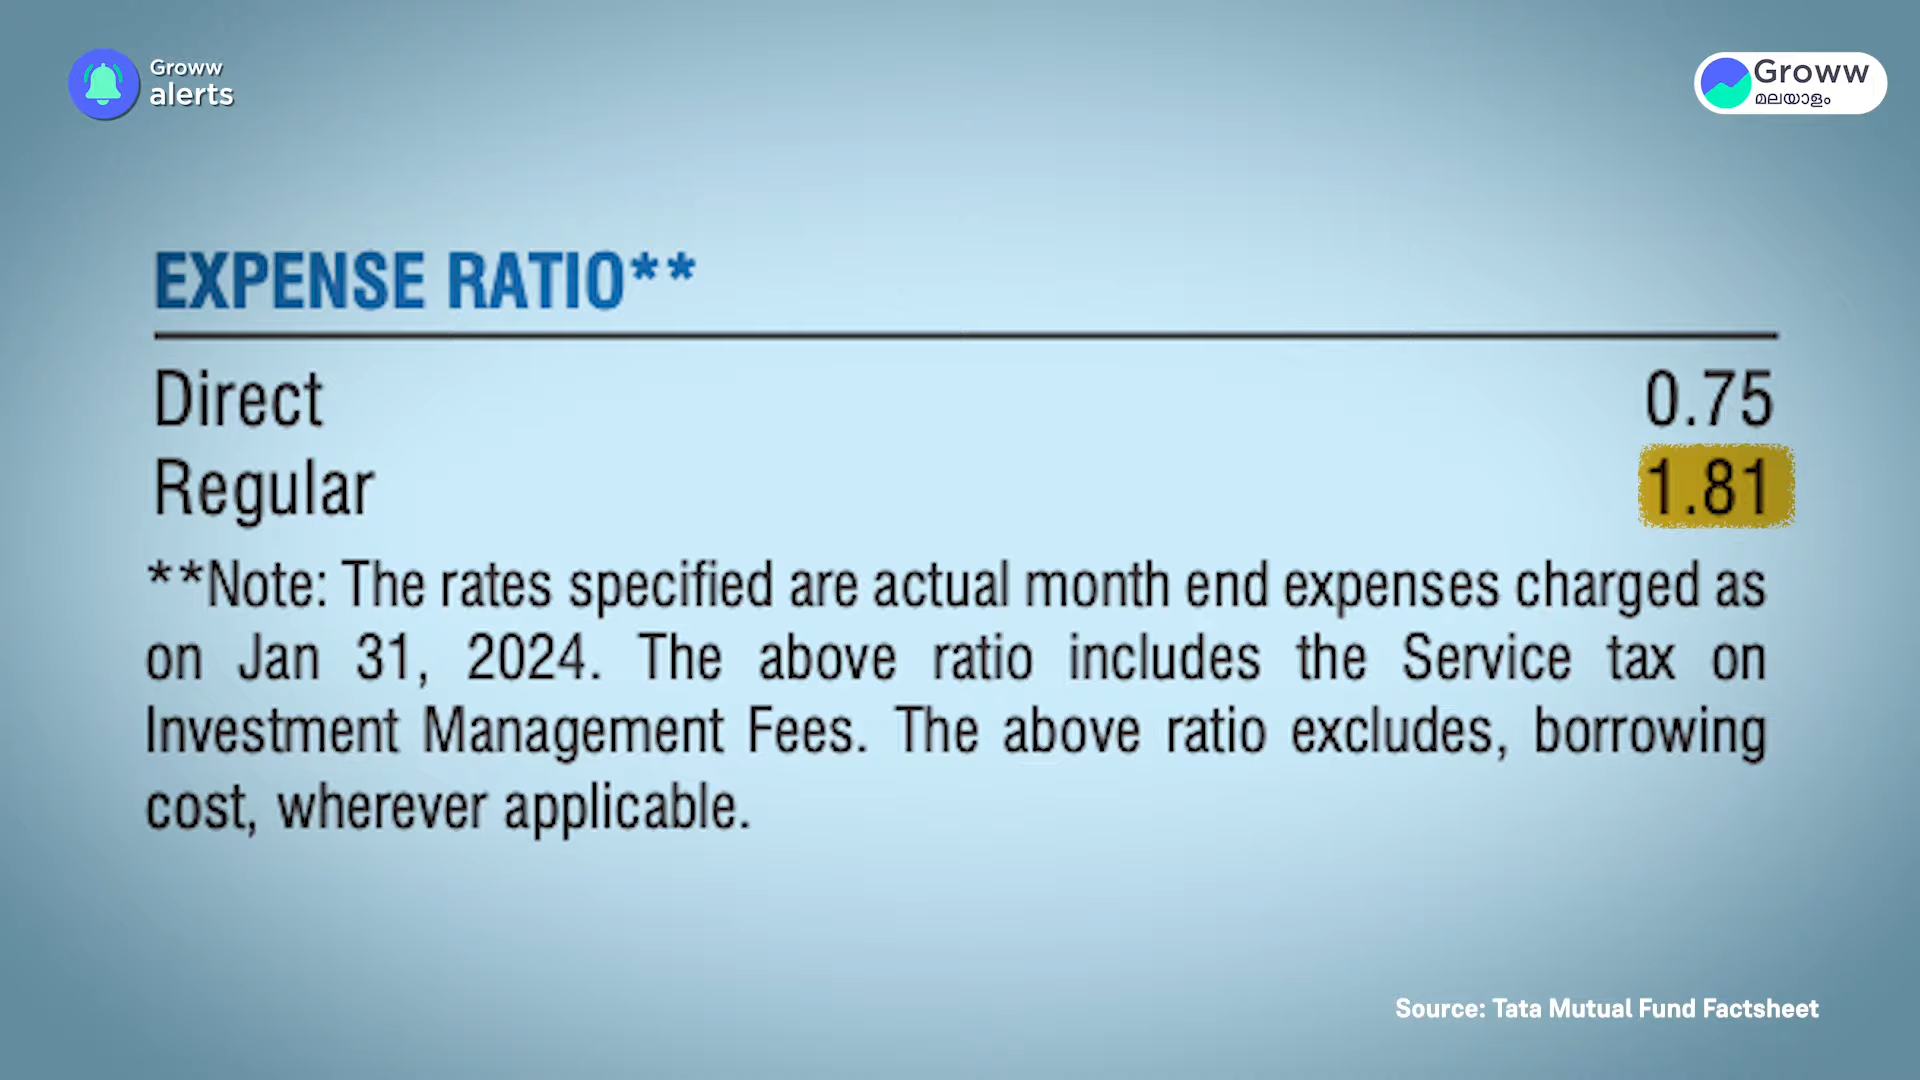 Groww
alerts
Groww
മലയാളം
EXPENSE RATIO**
Direct 0.75
Regular 1.81
**Note: The rates specified are actual month end expenses charged as
on Jan 31, 2024. The above ratio includes the Service tax on
Investment Management Fees. The above ratio excludes, borrowing
cost, wherever applicable.
Source: Tata Mutual Fund Factsheet